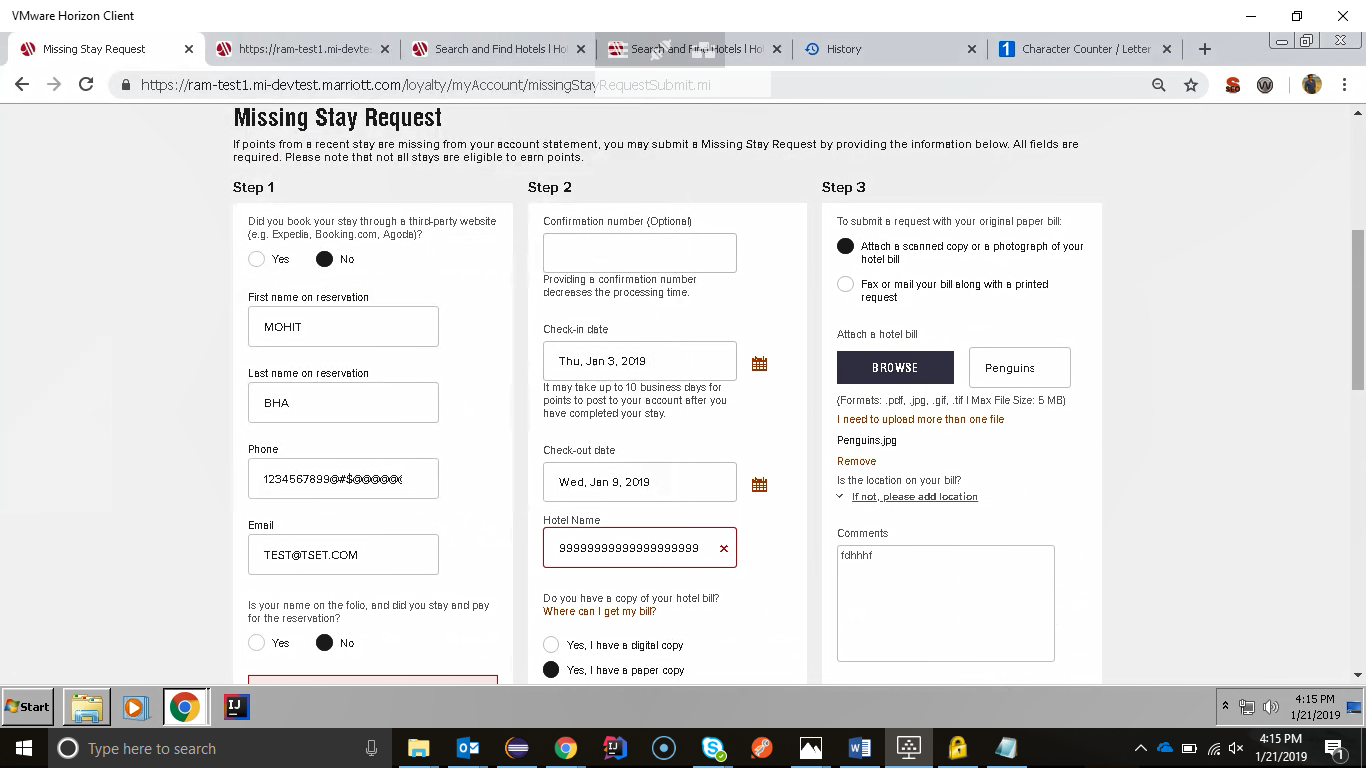 VMware Horizon Client
Missing Stay Request
https://ram-test1.mi-devte
Search and Find Hotels | Ho
Search and Find Hotels | Ho
History
Character Counter / Letter
https://ram-test1.mi-devtest.marriott.com/loyalty/myAccount/missingStayRequestSubmit.mi
Missing Stay Request
If points from a recent stay are missing from your account statement, you may submit a Missing Stay Request by providing the information below. All fields are
required. Please note that not all stays are eligible to earn points.
Step 1
Did you book your stay through a third-party website
(e.g. Expedia, Booking.com, Agoda)?
Yes No
First name on reservation
MOHIT
Last name on reservation
BHA
Phone
1234567899@#$@@@@@(
Email
TEST@TSET.COM
Is your name on the folio, and did you stay and pay
for the reservation?
Yes No
Step 2
Confirmation number (Optional)
Providing a confirmation number
decreases the processing time.
Check-in date
Thu, Jan 3, 2019
It may take up to 10 business days for
points to post to your account after you
have completed your stay.
Check-out date
Wed, Jan 9, 2019
Hotel Name
99999999999999999999
Do you have a copy of your hotel bill?
Where can I get my bill?
Yes, I have a digital copy
Yes, I have a paper copy
Step 3
To submit a request with your original paper bill:
Attach a scanned copy or a photograph of your
hotel bill
Fax or mail your bill along with a printed
request
Attach a hotel bill
BROWSE Penguins
(Formats: .pdf, .jpg, .gif, .tif | Max File Size: 5 MB)
I need to upload more than one file
Penguins.jpg
Remove
Is the location on your bill?
If not, please add location
Comments
fdhhhf
Start
4:15 PM
1/21/2019
Type here to search
4:15 PM
1/21/2019
1